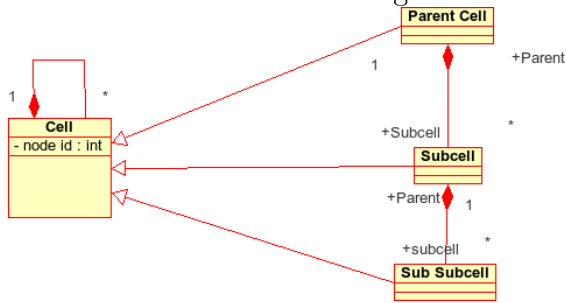 Parent Cell
+Parent
1
1
*
Cell
- node id : int
+Subcell
*
Subcell
+Parent
1
+subcell
*
Sub Subcell